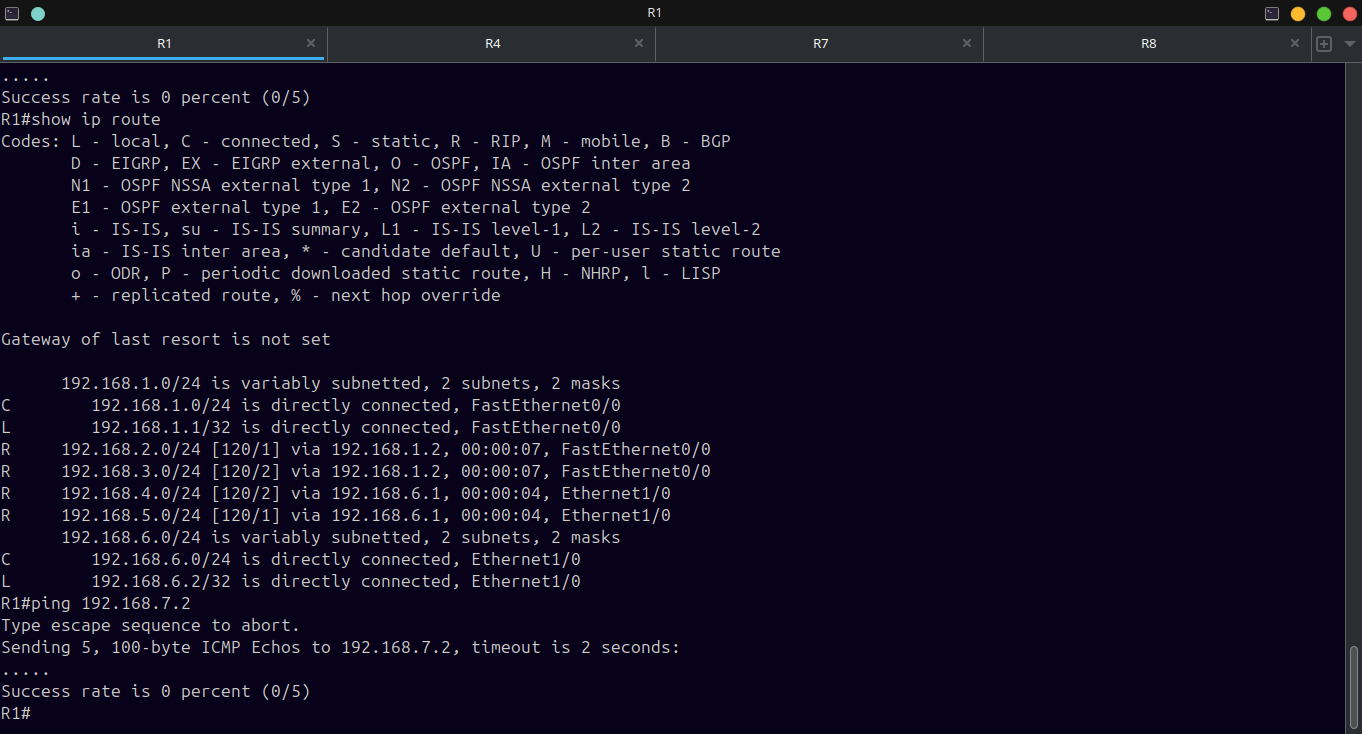 R1
R1 R4 R7 R8
.....
Success rate is 0 percent (0/5)
R1#show ip route
Codes: L - local, C - connected, S - static, R - RIP, M - mobile, B - BGP
       D - EIGRP, EX - EIGRP external, O - OSPF, IA - OSPF inter area
       N1 - OSPF NSSA external type 1, N2 - OSPF NSSA external type 2
       E1 - OSPF external type 1, E2 - OSPF external type 2
       i - IS-IS, su - IS-IS summary, L1 - IS-IS level-1, L2 - IS-IS level-2
       ia - IS-IS inter area, * - candidate default, U - per-user static route
       o - ODR, P - periodic downloaded static route, H - NHRP, l - LISP
       + - replicated route, % - next hop override
Gateway of last resort is not set
      192.168.1.0/24 is variably subnetted, 2 subnets, 2 masks
C        192.168.1.0/24 is directly connected, FastEthernet0/0
L        192.168.1.1/32 is directly connected, FastEthernet0/0
R     192.168.2.0/24 [120/1] via 192.168.1.2, 00:00:07, FastEthernet0/0
R     192.168.3.0/24 [120/2] via 192.168.1.2, 00:00:07, FastEthernet0/0
R     192.168.4.0/24 [120/2] via 192.168.6.1, 00:00:04, Ethernet1/0
R     192.168.5.0/24 [120/1] via 192.168.6.1, 00:00:04, Ethernet1/0
      192.168.6.0/24 is variably subnetted, 2 subnets, 2 masks
C        192.168.6.0/24 is directly connected, Ethernet1/0
L        192.168.6.2/32 is directly connected, Ethernet1/0
R1#ping 192.168.7.2
Type escape sequence to abort.
Sending 5, 100-byte ICMP Echos to 192.168.7.2, timeout is 2 seconds:
.....
Success rate is 0 percent (0/5)
R1#